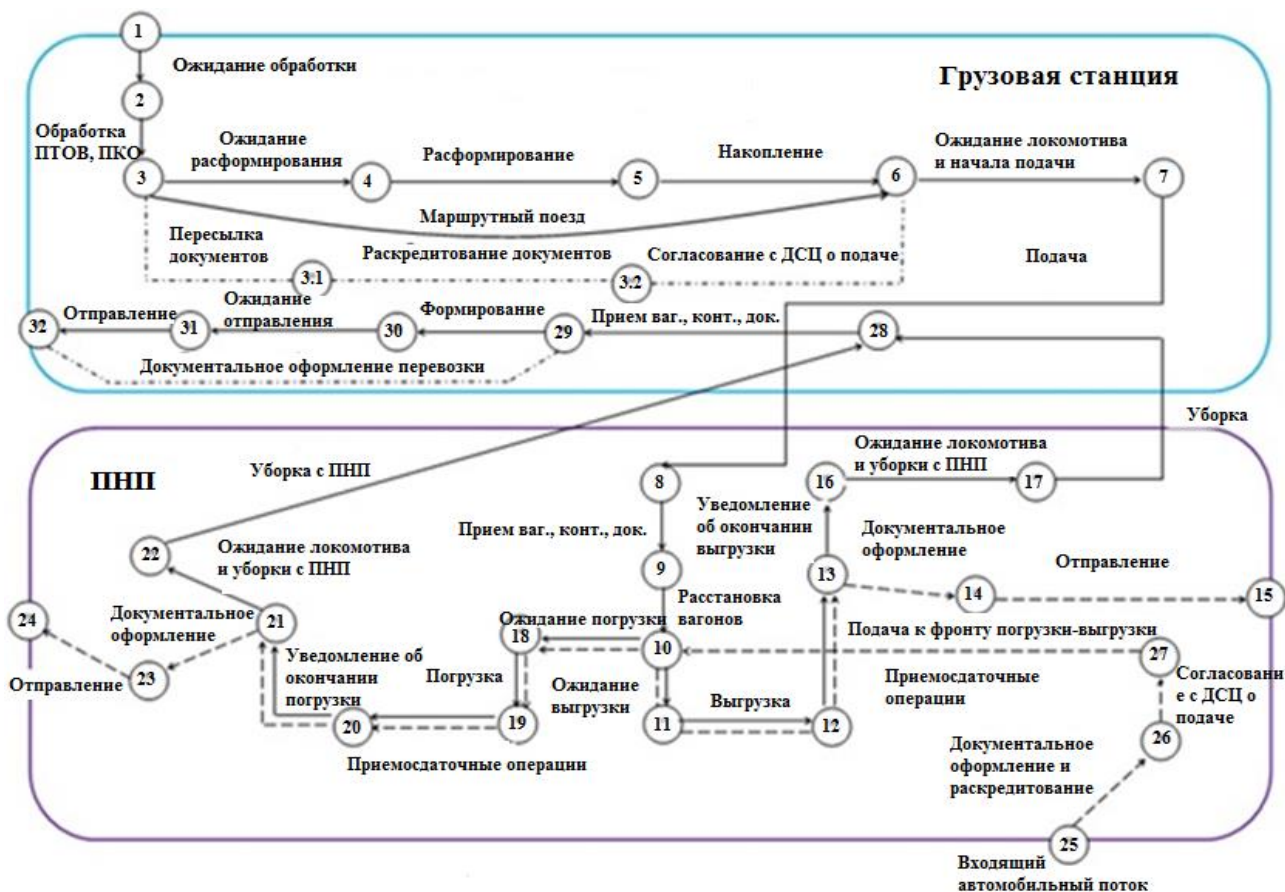 1
Ожидание обработки
Грузовая станция
2
Обработка
ПТОВ, ПКО
Ожидание
расформирования
Расформирование
Накопление
Ожидание локомотива
и начала подачи
3
4
5
6
7
Маршрутный поезд
Пересылка
документов
Раскредитование документов
Согласование с ДСЦ о подаче
Подача
3.1
3.2
Отправление
Ожидание
отправления
Формирование
Прием ваг., конт., док.
32
31
30
29
28
Документальное оформление перевозки
Уборка
ПНП
Уборка с ПНП
Ожидание локомотива
и уборки с ПНП
8
16
17
Уведомление
об окончании
выгрузки
Прием ваг., конт., док.
Документальное
оформление
22
Ожидание локомотива
и уборки с ПНП
9
13
14
Отправление
15
Расстановка
вагонов
24
Документальное
оформление
21
Ожидание погрузки
18
10
Подача к фронту погрузки-выгрузки
27
Отправление
23
Уведомление об
окончании
погрузки
Погрузка
Ожидание
выгрузки
Выгрузка
Приемосдаточные
операции
Согласовани
е с ДСЦ о
подаче
20
19
11
12
26
Приемосдаточные операции
Документальное
оформление и
раскредитование
25
Входящий
автомобильный поток